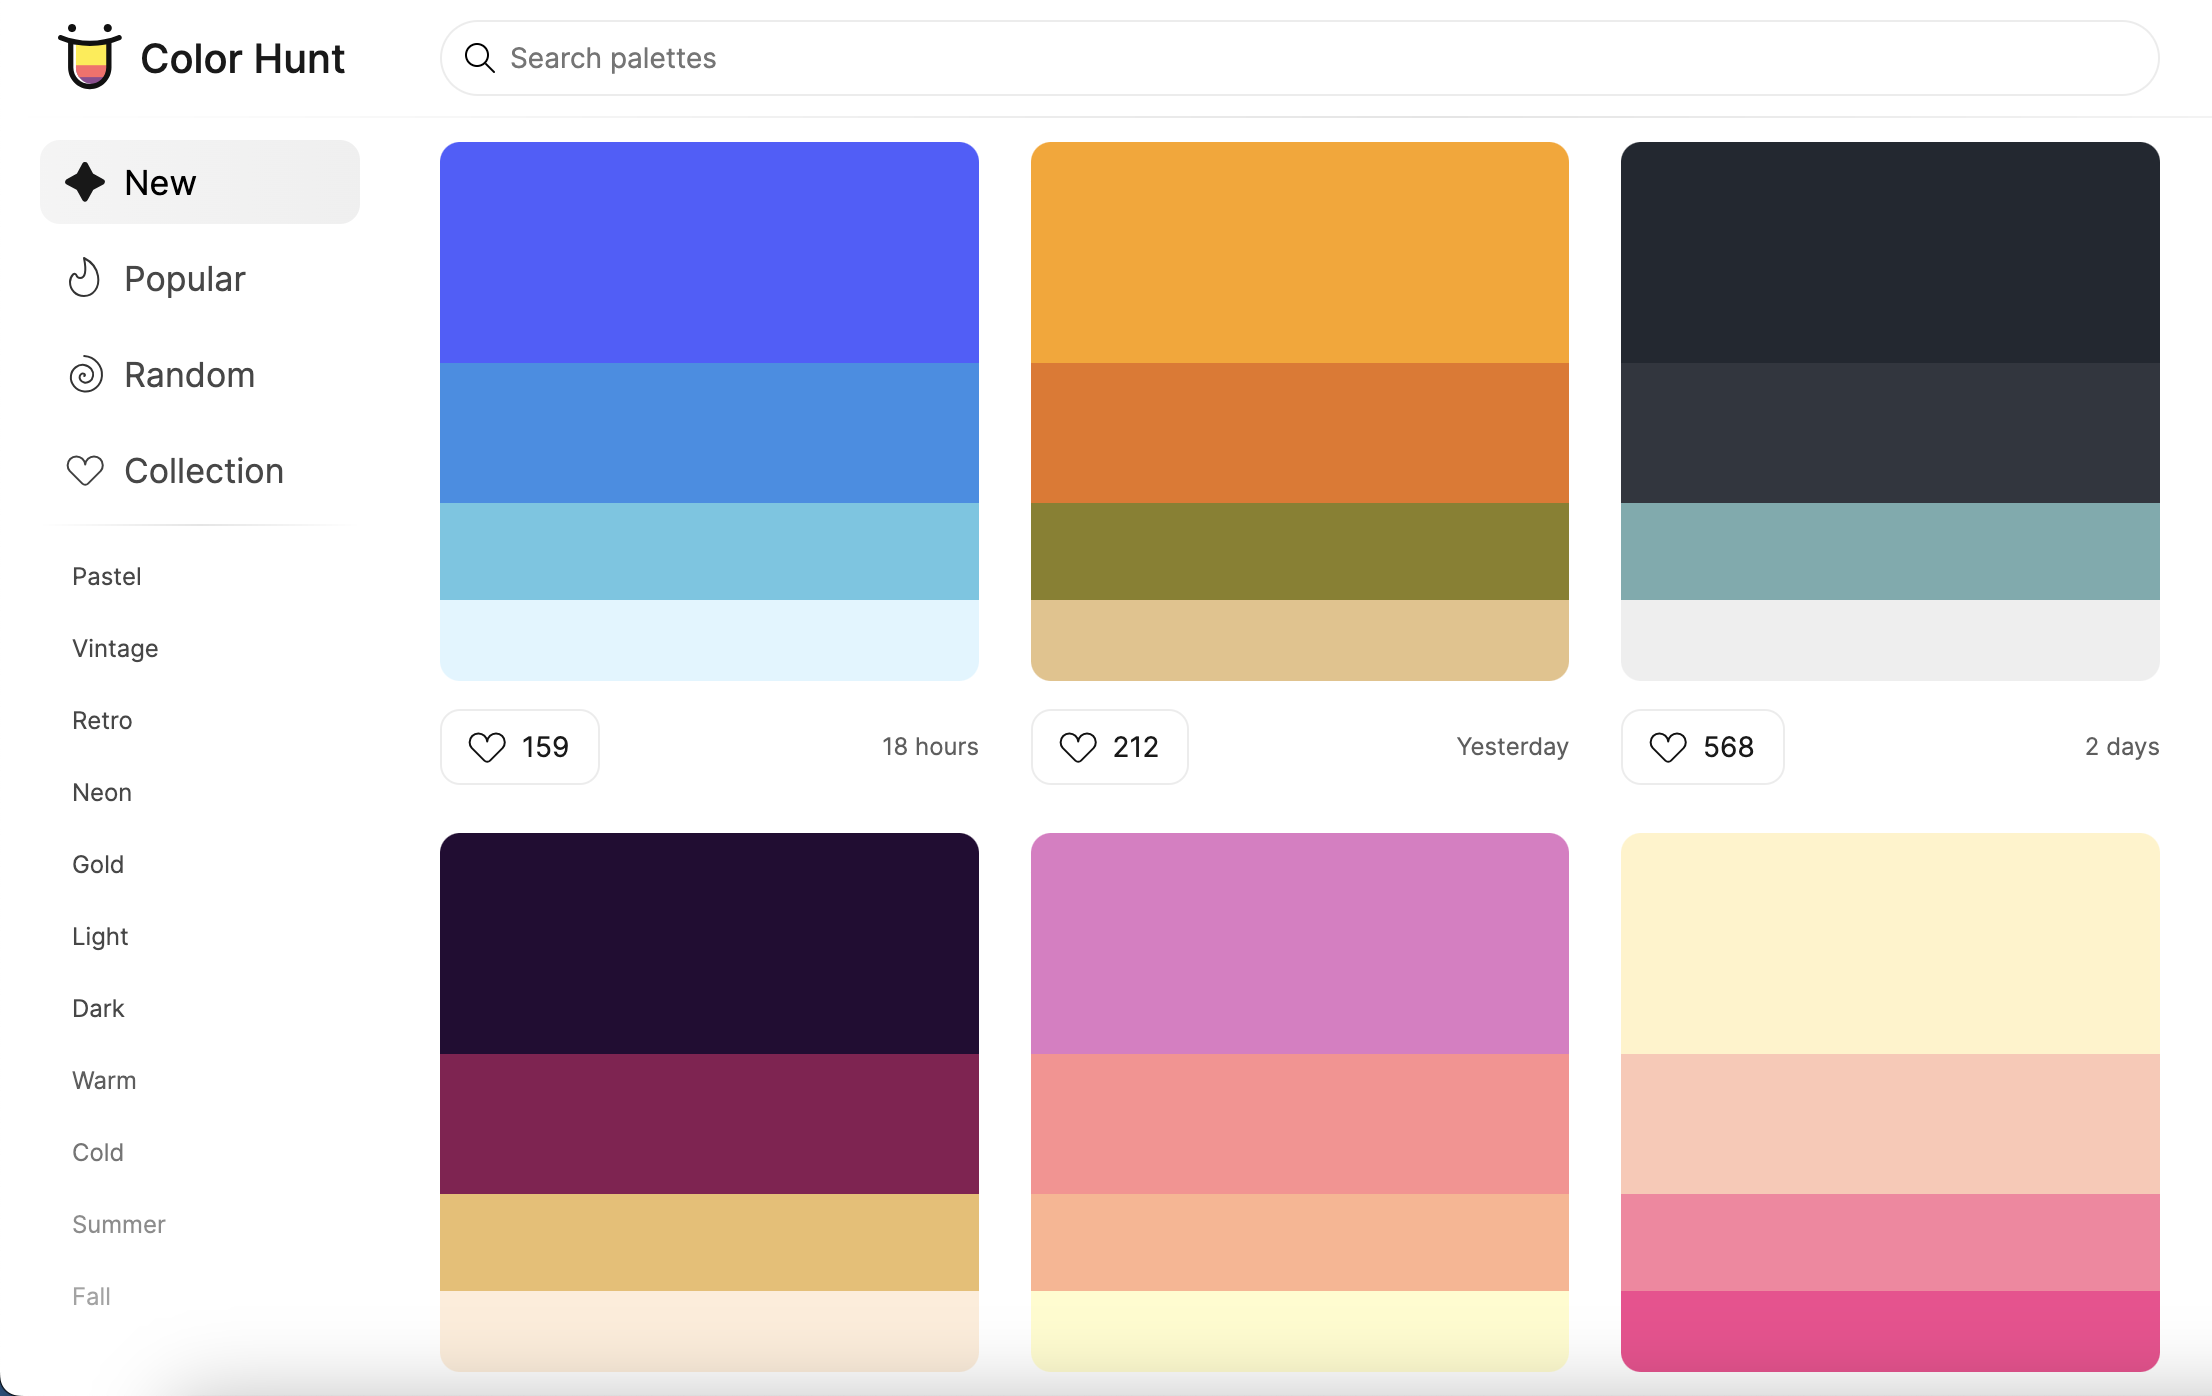 Color Hunt
Search palettes
New
Popular
Random
Collection
Pastel
Vintage
Retro
Neon
Gold
Light
Dark
Warm
Cold
Summer
Fall
159
18 hours
212
Yesterday
568
2 days